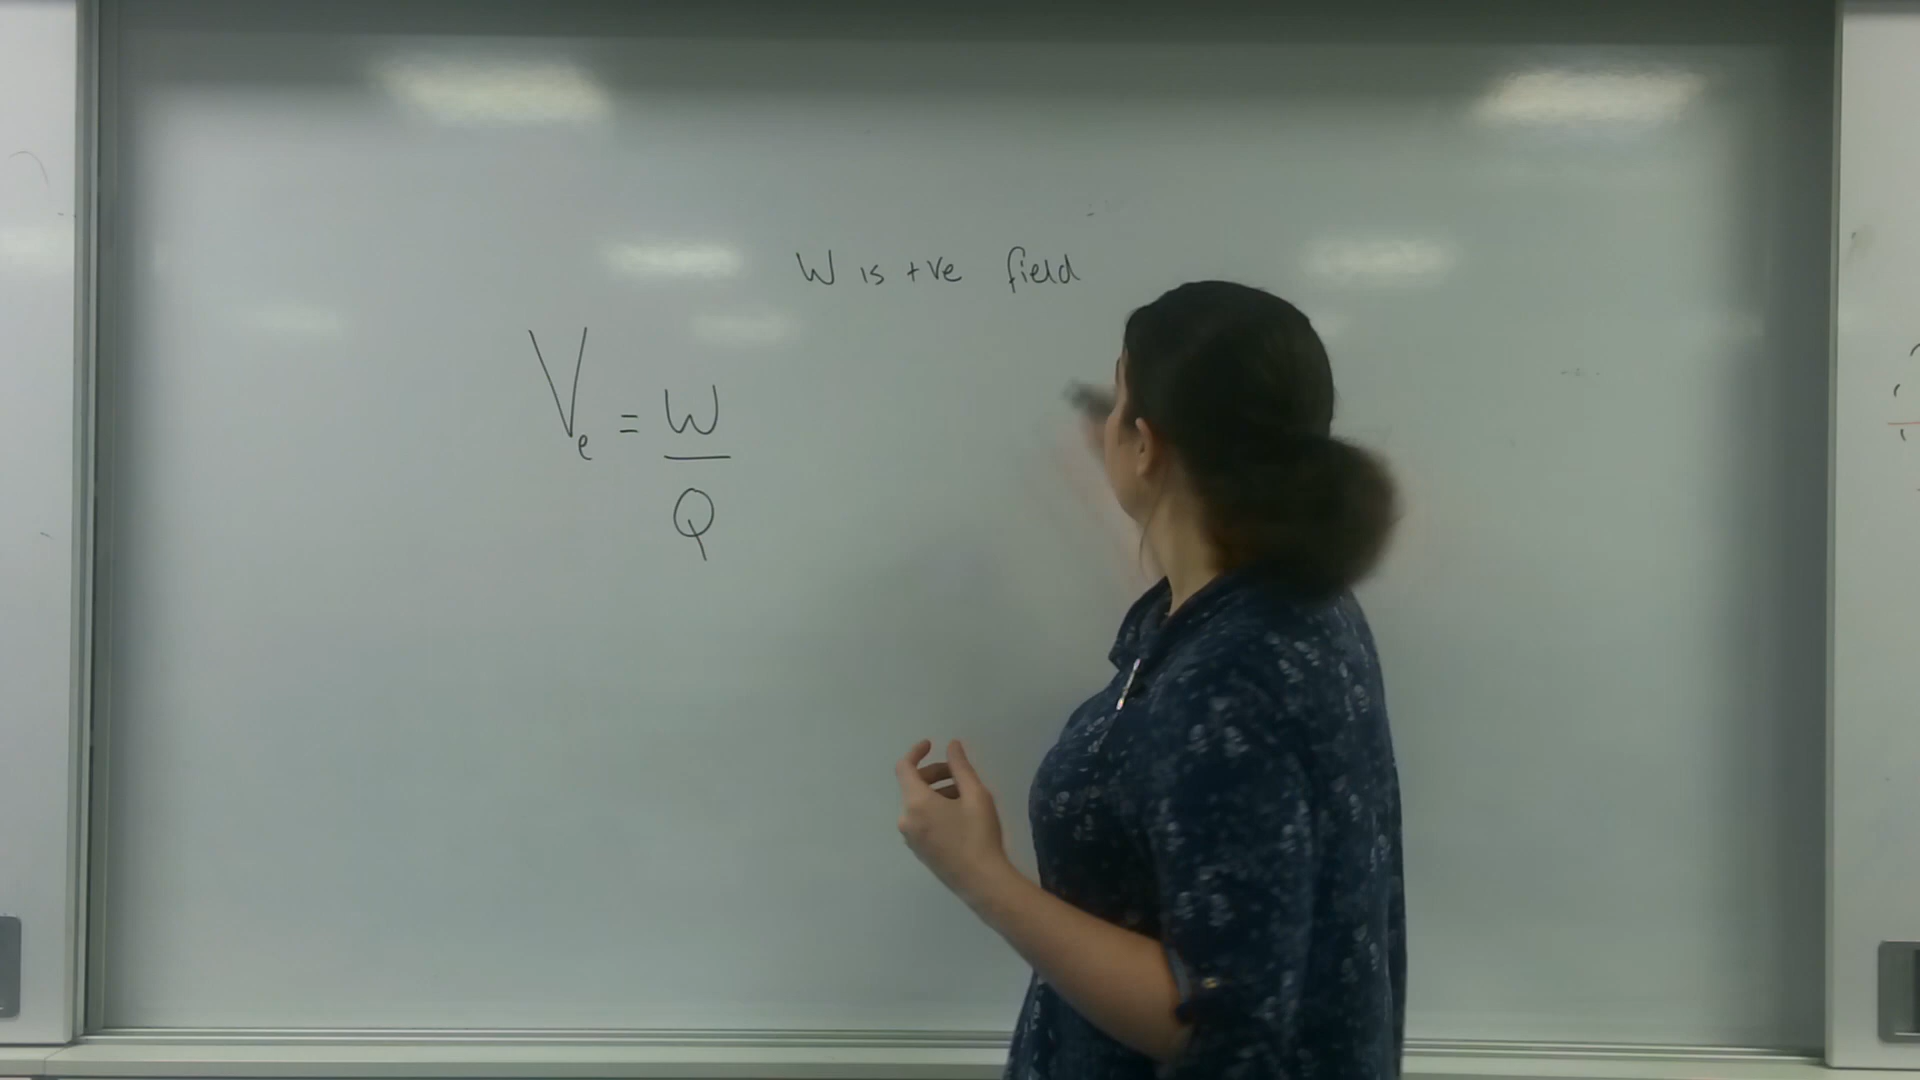 W is +ve field
Ve = W
Q